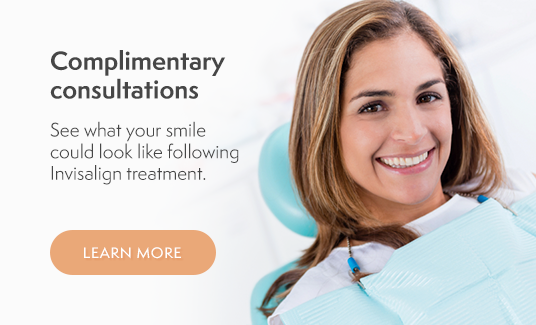 Complimentary
consultations
See what your smile
could look like following
Invisalign treatment.
LEARN MORE